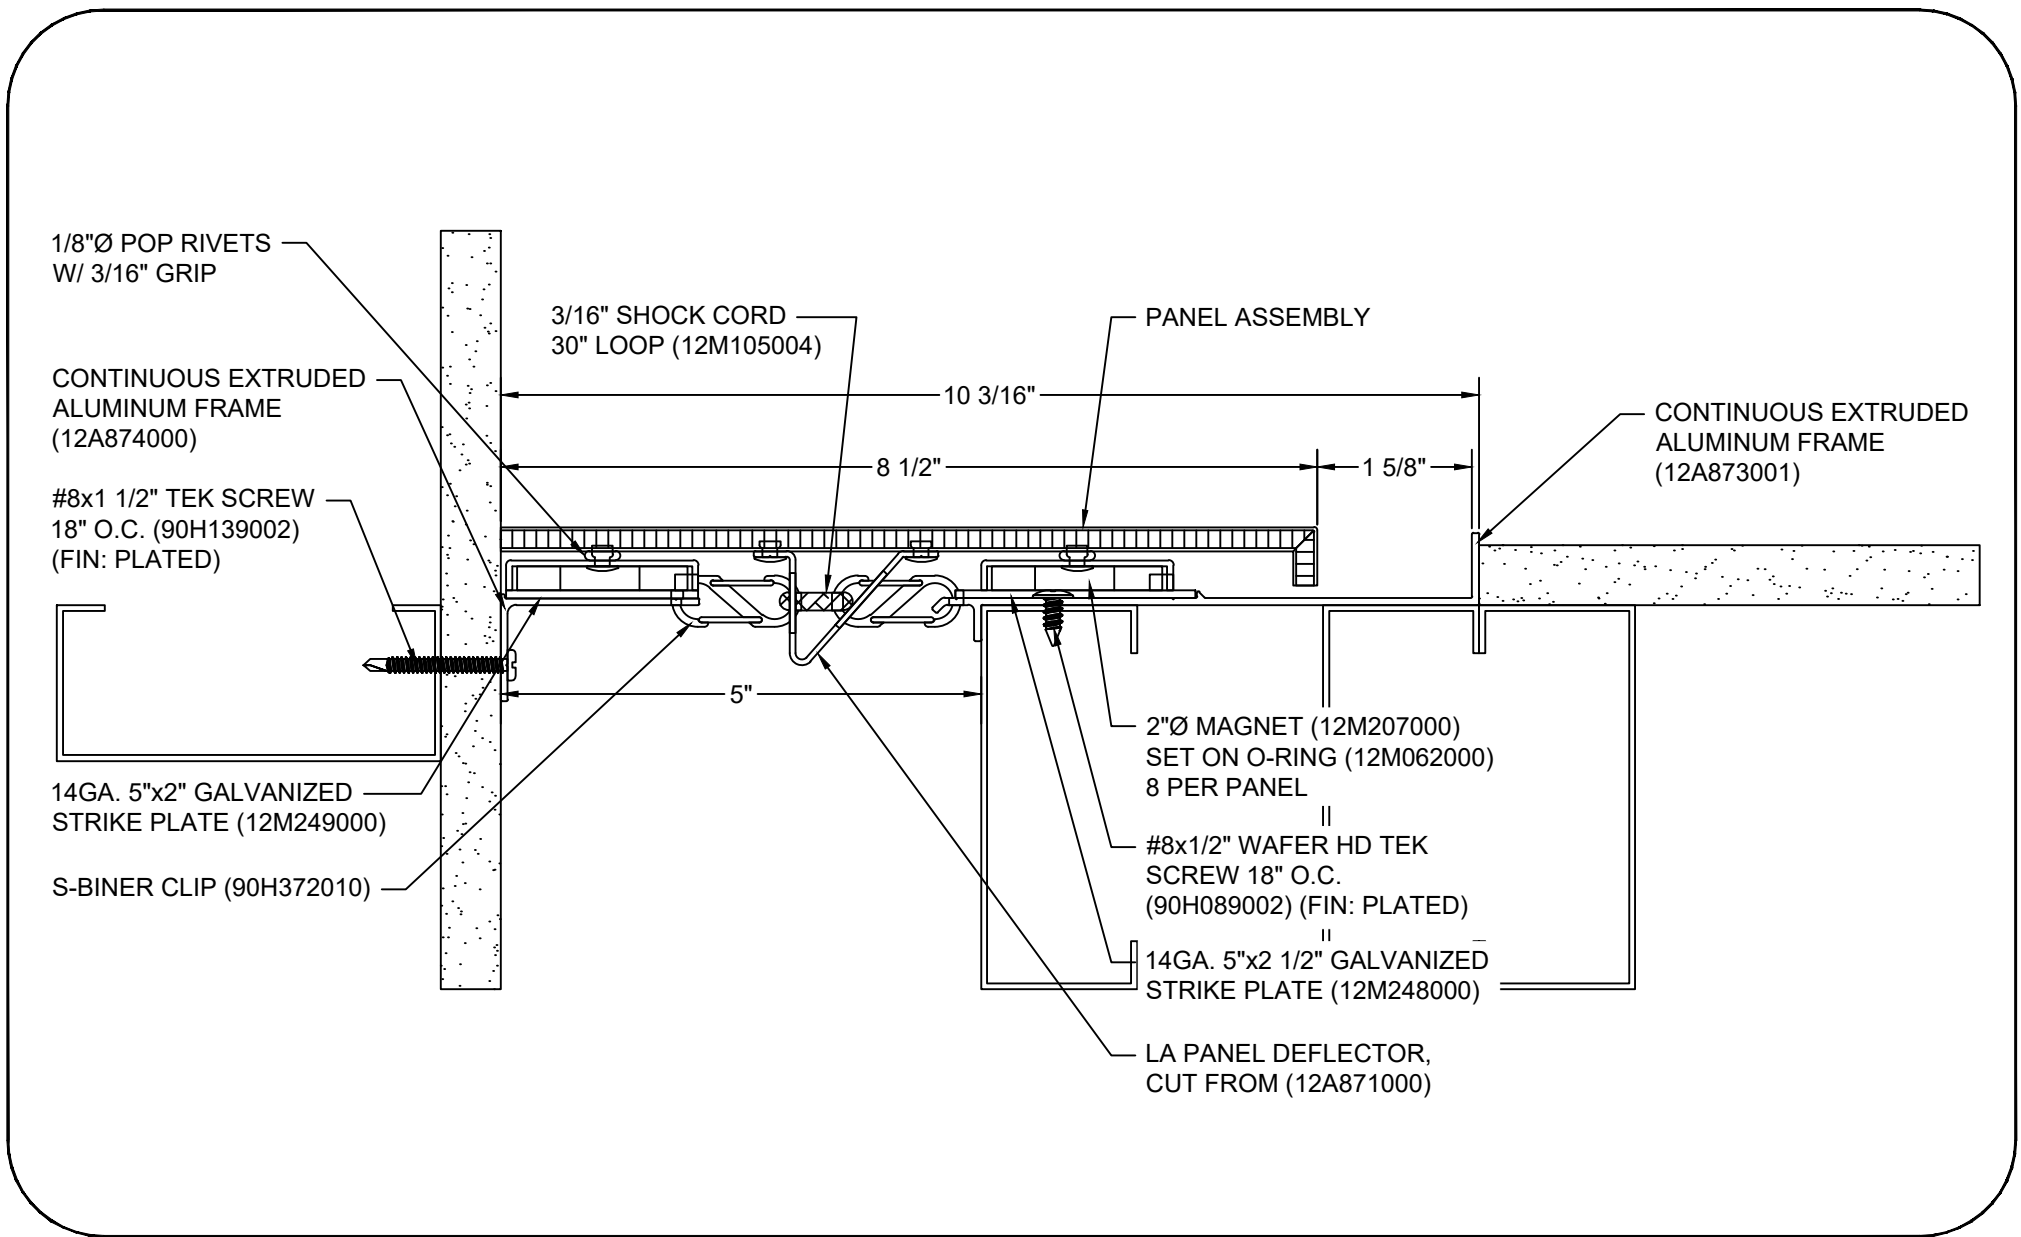 1/8"Ø POP RIVETS
W/ 3/16" GRIP
3/16" SHOCK CORD
30" LOOP (12M105004)
PANEL ASSEMBLY
CONTINUOUS EXTRUDED
ALUMINUM FRAME
(12A874000)
10 3/16"
CONTINUOUS EXTRUDED
ALUMINUM FRAME
(12A873001)
8 1/2"
1 5/8"
#8x1 1/2" TEK SCREW
18" O.C. (90H139002)
(FIN: PLATED)
5"
2"Ø MAGNET (12M207000)
SET ON O-RING (12M062000)
8 PER PANEL
14GA. 5"x2" GALVANIZED
STRIKE PLATE (12M249000)
#8x1/2" WAFER HD TEK
SCREW 18" O.C.
(90H089002) (FIN: PLATED)
S-BINER CLIP (90H372010)
14GA. 5"x2 1/2" GALVANIZED
STRIKE PLATE (12M248000)
LA PANEL DEFLECTOR,
CUT FROM (12A871000)